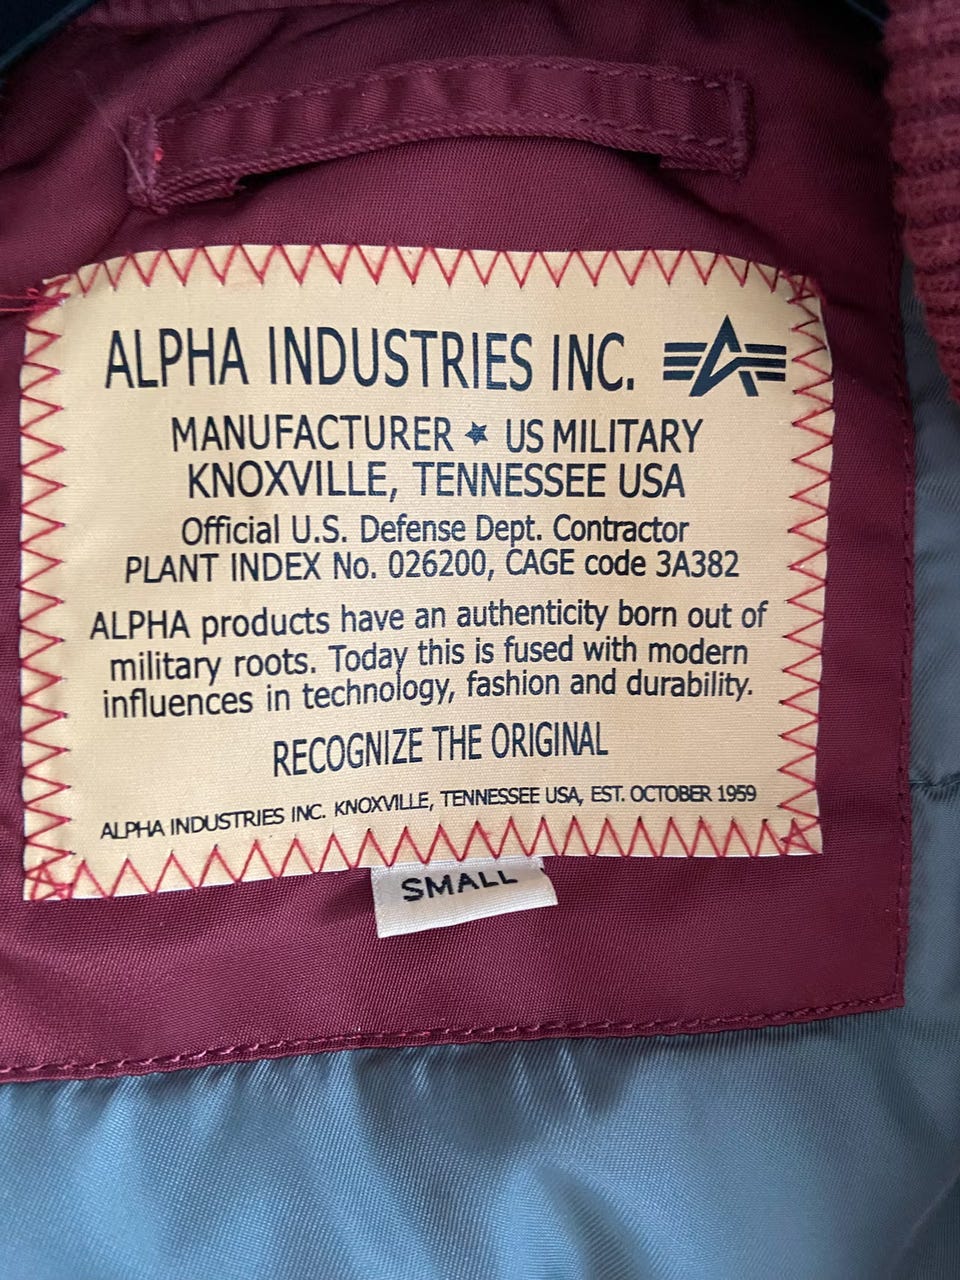 ALPHA INDUSTRIES INC.
MANUFACTURER ★ US MILITARY
KNOXVILLE, TENNESSEE USA
Official U.S. Defense Dept. Contractor
PLANT INDEX No. 026200, CAGE code 3A382
ALPHA products have an authenticity born out of
military roots. Today this is fused with modern
influences in technology, fashion and durability.
RECOGNIZE THE ORIGINAL
ALPHA INDUSTRIES INC. KNOXVILLE, TENNESSEE USA, EST. OCTOBER 1959
SMALL